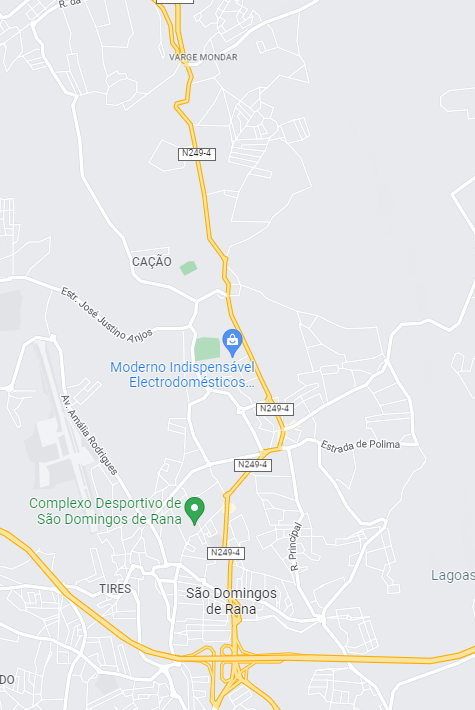 R. da
VARGE MONDAR
N249-4
CAÇÃO
Estr. José Justino Anjos
Moderno Indispensável
Electrodomésticos...
N249-4
Av. Amália Rodrigues
Estrada de Polima
N249-4
Complexo Desportivo de
São Domingos de Rana
R. Principal
N249-4
Lagoas
TIRES
São Domingos
de Rana
DO